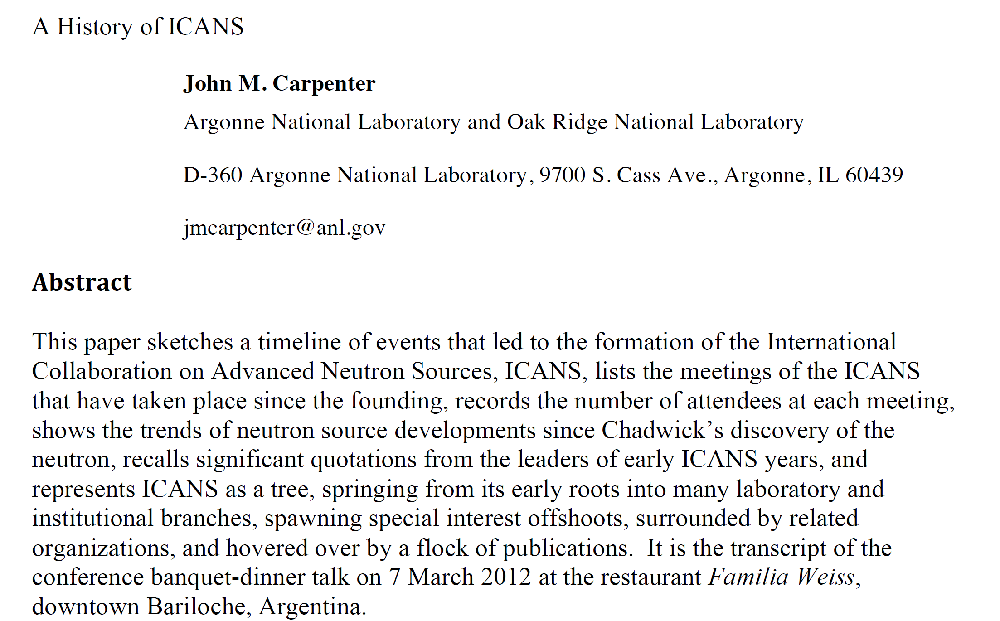 A History of ICANS
John M. Carpenter
Argonne National Laboratory and Oak Ridge National Laboratory
D-360 Argonne National Laboratory, 9700 S. Cass Ave., Argonne, IL 60439
jmcarpenter@anl.gov
Abstract
This paper sketches a timeline of events that led to the formation of the International
Collaboration on Advanced Neutron Sources, ICANS, lists the meetings of the ICANS
that have taken place since the founding, records the number of attendees at each meeting,
shows the trends of neutron source developments since Chadwick’s discovery of the
neutron, recalls significant quotations from the leaders of early ICANS years, and
represents ICANS as a tree, springing from its early roots into many laboratory and
institutional branches, spawning special interest offshoots, surrounded by related
organizations, and hovered over by a flock of publications.  It is the transcript of the
conference banquet-dinner talk on 7 March 2012 at the restaurant Familia Weiss,
downtown Bariloche, Argentina.